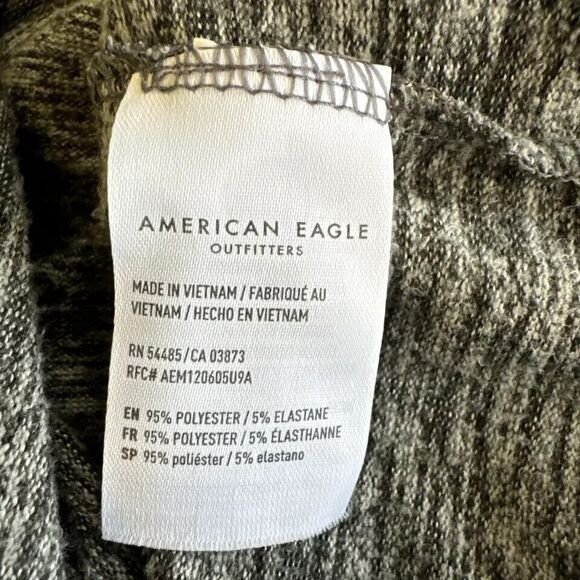 AMERICAN EAGLE
OUTFITTERS
MADE IN VIETNAM / FABRIQUÉ AU
VIETNAM / HECHO EN VIETNAM
RN 54485 / CA 03873
RFC# AEM120605U9A
EN 95% POLYESTER / 5% ELASTANE
FR 95% POLYESTER / 5% ÉLASTHANNE
SP 95% poliéster / 5% elastano